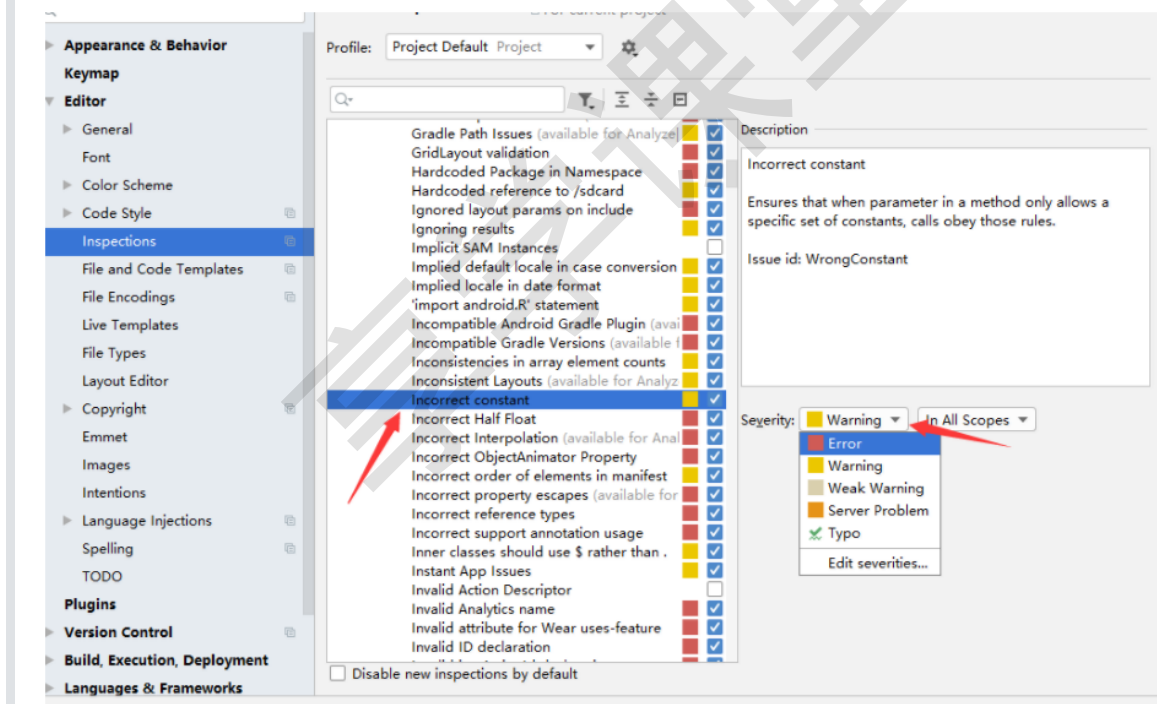 Appearance & Behavior
Keymap
Editor
General
Font
Color Scheme
Code Style
Inspections
File and Code Templates
File Encodings
Live Templates
File Types
Layout Editor
Copyright
Emmet
Images
Intentions
Language Injections
Spelling
TODO
Plugins
Version Control
Build, Execution, Deployment
Languages & Frameworks
For current project
Profile: Project Default Project
Gradle Path Issues (available for Analyze|
GridLayout validation
Hardcoded Package in Namespace
Hardcoded reference to /sdcard
Ignored layout params on include
Ignoring results
Implicit SAM Instances
Implied default locale in case conversion
Implied locale in date format
'import android.R' statement
Incompatible Android Gradle Plugin (avai
Incompatible Gradle Versions (available f
Inconsistencies in array element counts
Inconsistent Layouts (available for Analyz
Incorrect constant
Incorrect Half Float
Incorrect Interpolation (available for Anal
Incorrect ObjectAnimator Property
Incorrect order of elements in manifest
Incorrect property escapes (available for
Incorrect reference types
Incorrect support annotation usage
Inner classes should use $ rather than .
Instant App Issues
Invalid Action Descriptor
Invalid Analytics name
Invalid attribute for Wear uses-feature
Invalid ID declaration
Disable new inspections by default
Description
Incorrect constant
Ensures that when parameter in a method only allows a
specific set of constants, calls obey those rules.
Issue id: WrongConstant
Severity: Warning In All Scopes
Error
Warning
Weak Warning
Server Problem
Typo
Edit severities...
享学课堂